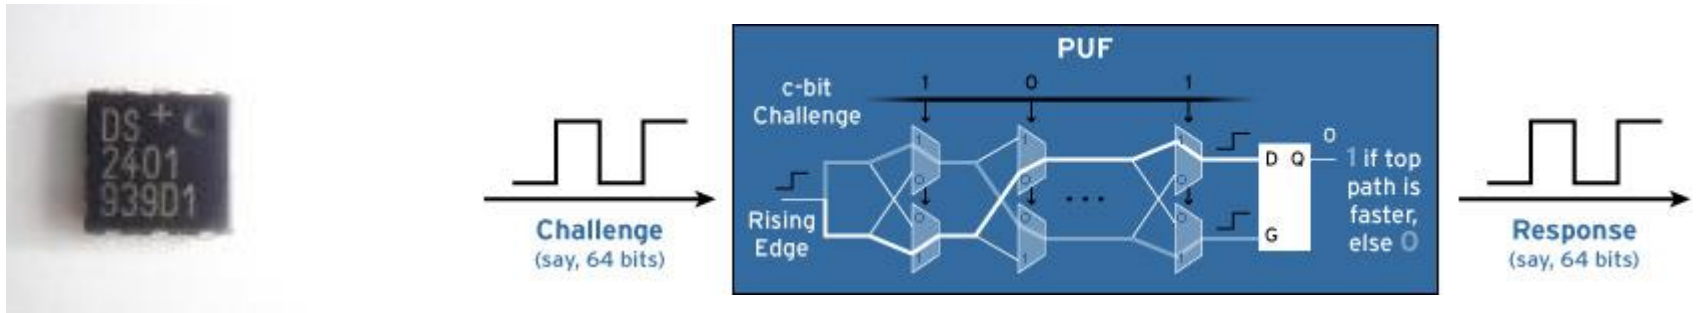 DS +
2401
939D1
Challenge
(say, 64 bits)
PUF
c-bit
Challenge
1 0 1
Rising
Edge
1 1 1
0 0 0
0 0 0
1 1 1
D Q
G
0
1 if top
path is
faster,
else 0
Response
(say, 64 bits)